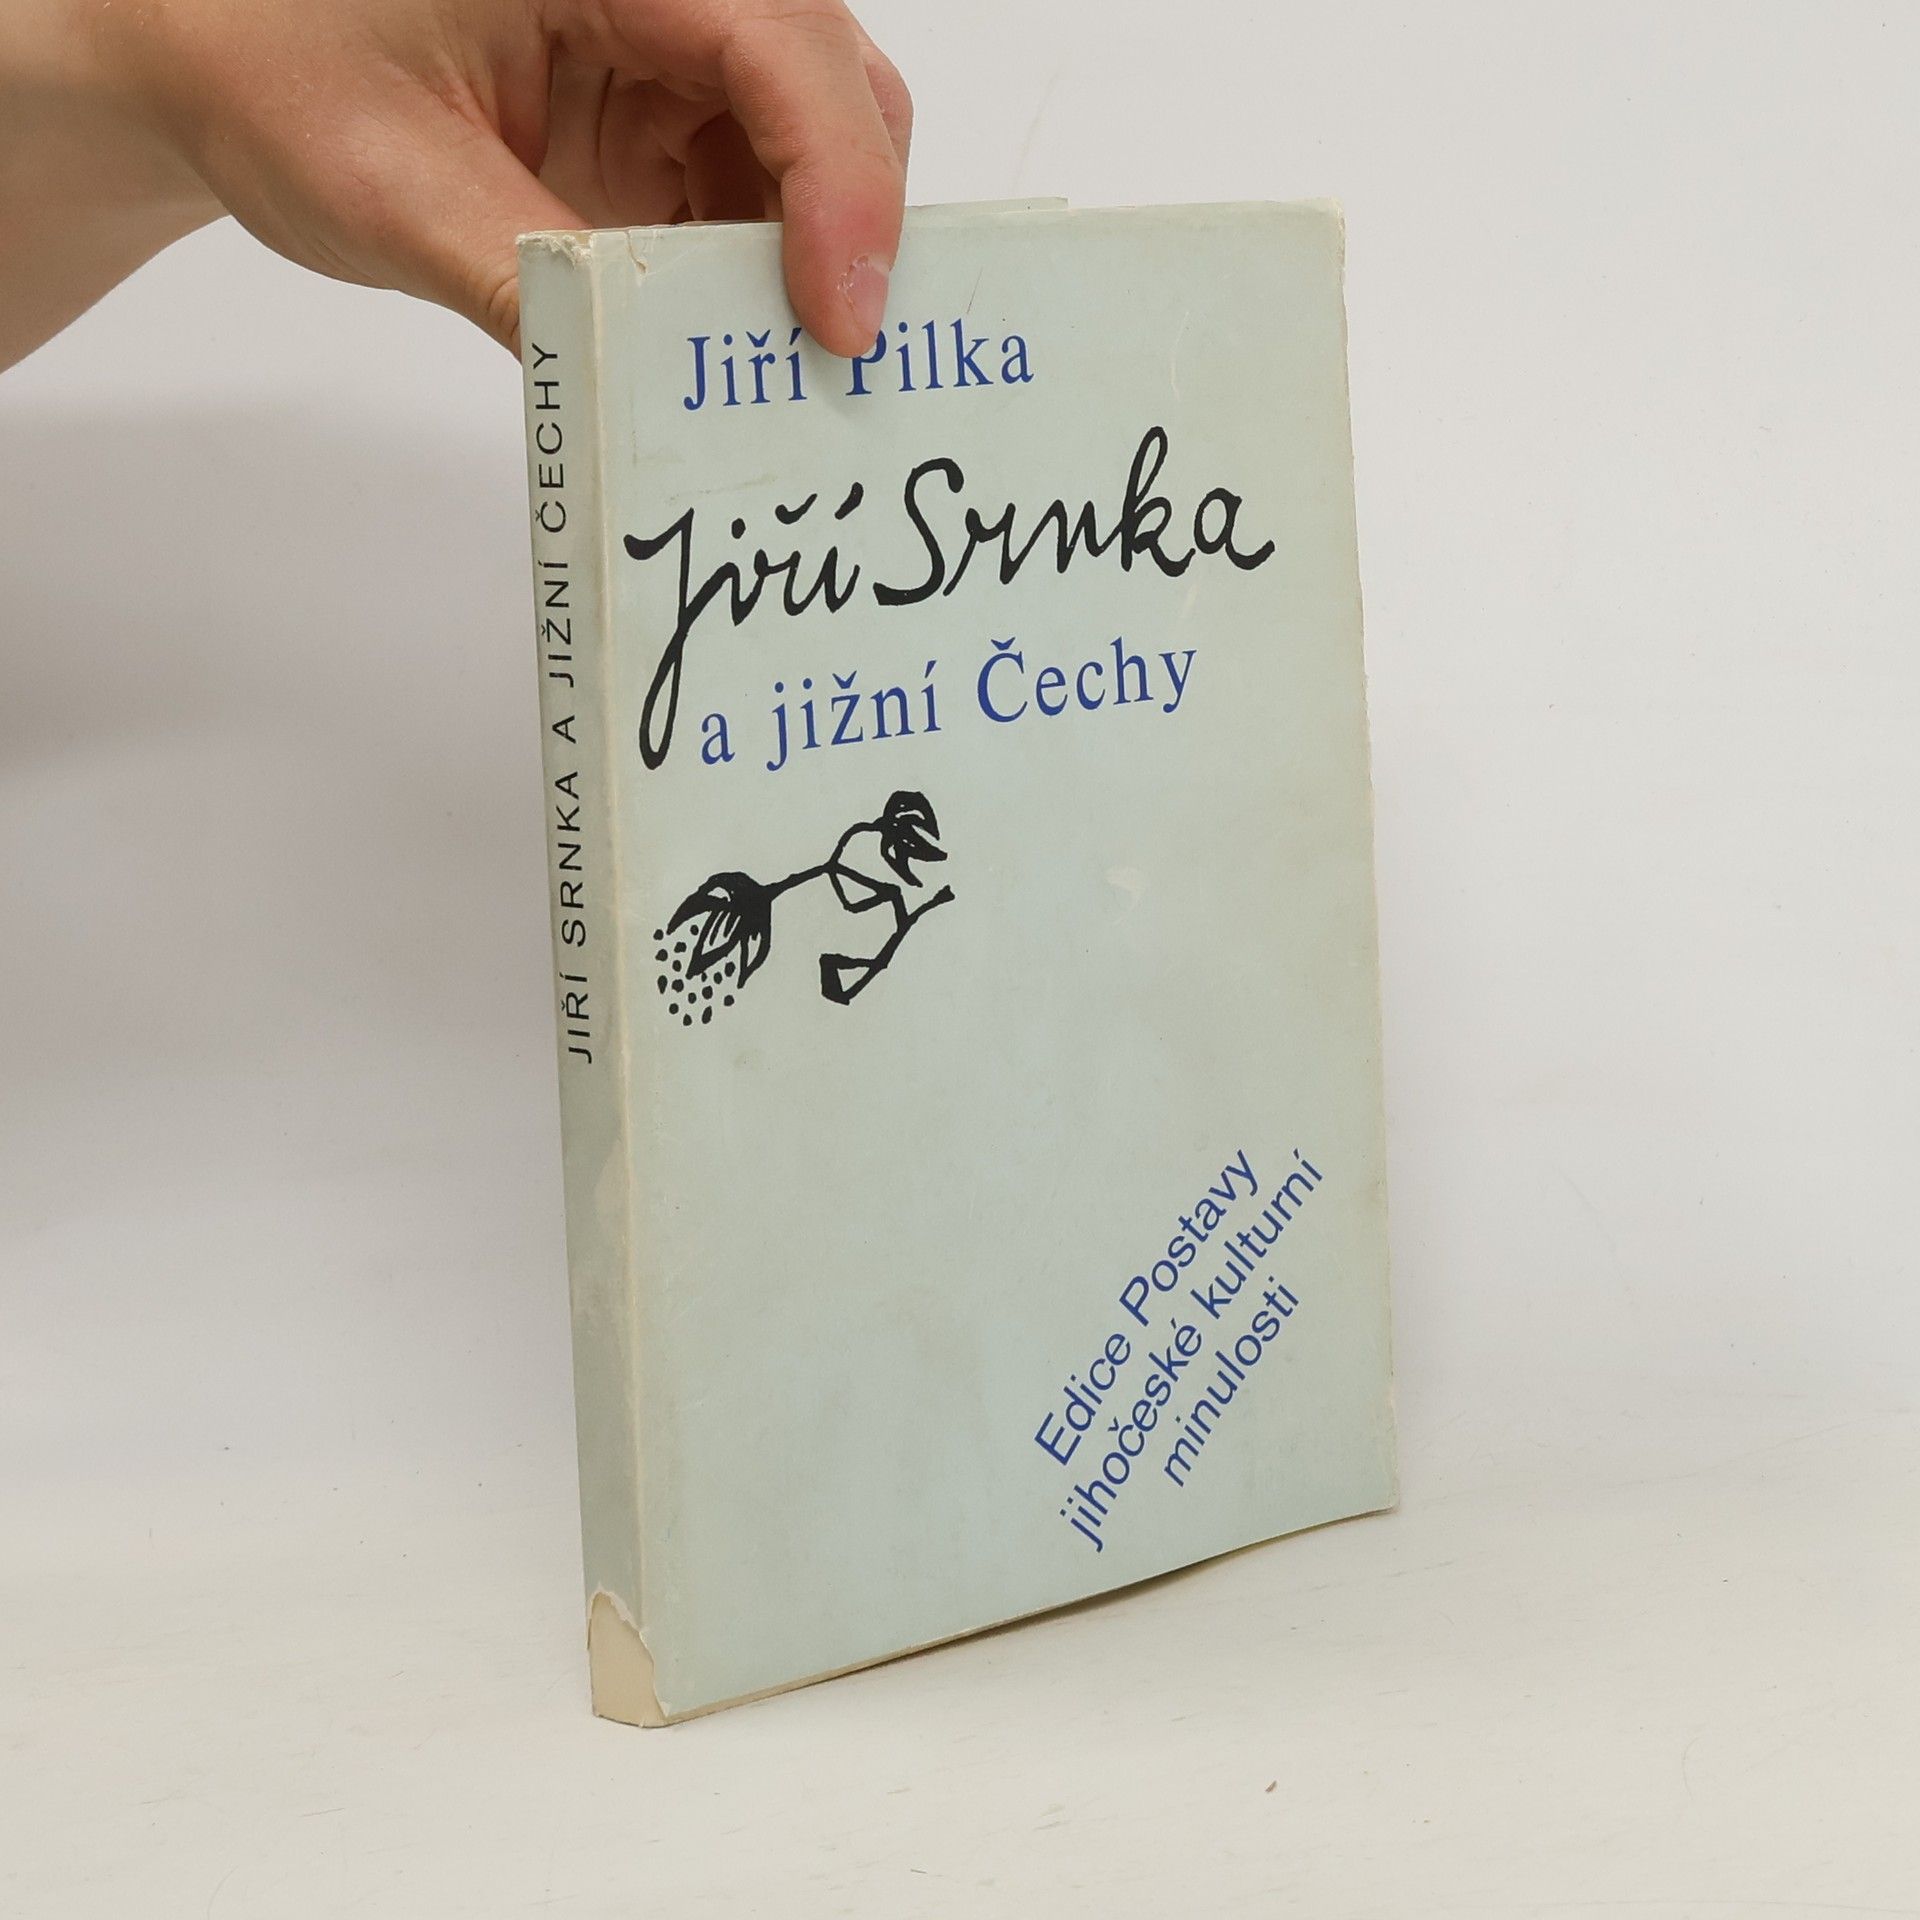 JIŘÍ SRNKA A JIŽNÍ ČECHY
Jiří Pilka
Jiří Srnka
a jižní Čechy
Edice Postavy
jihočeské kulturní
minulosti